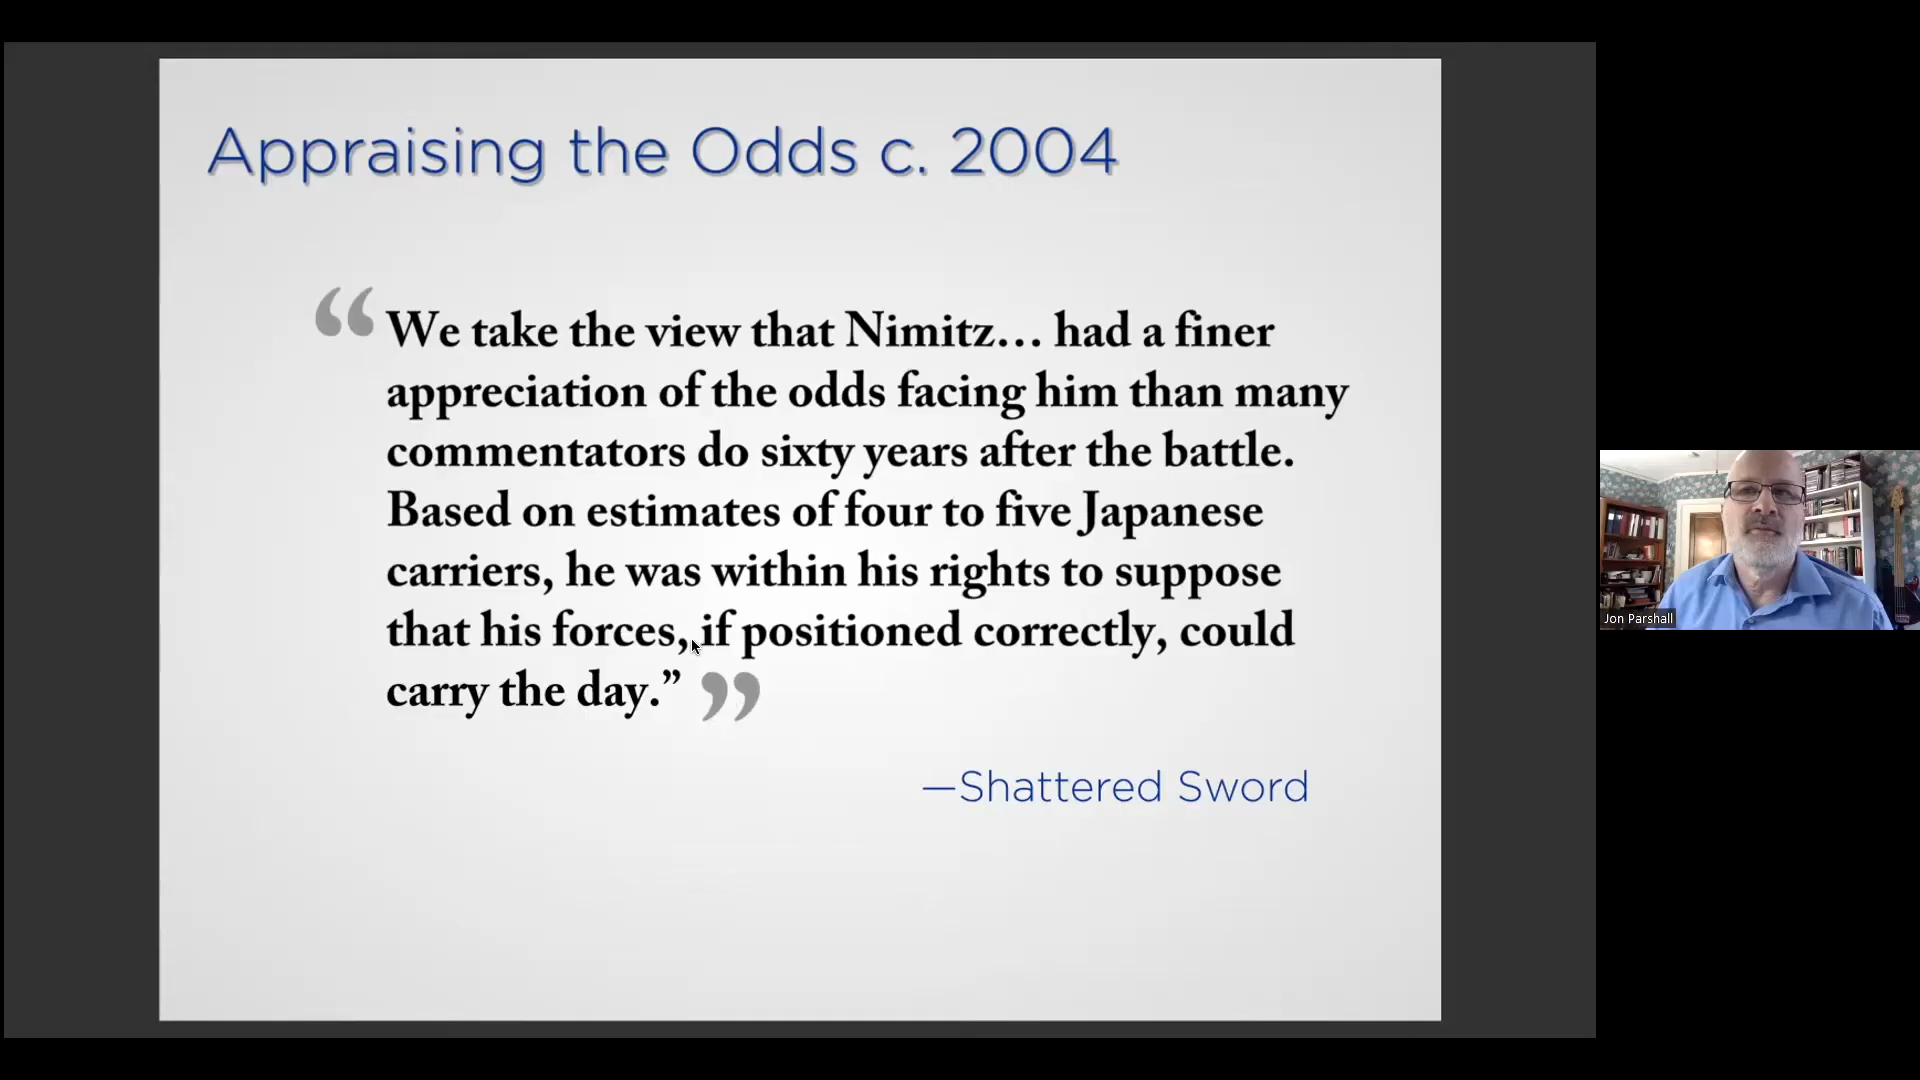 Appraising the Odds c. 2004
“We take the view that Nimitz… had a finer
appreciation of the odds facing him than many
commentators do sixty years after the battle.
Based on estimates of four to five Japanese
carriers, he was within his rights to suppose
that his forces, if positioned correctly, could
carry the day.” ”
—Shattered Sword
Jon Parshall